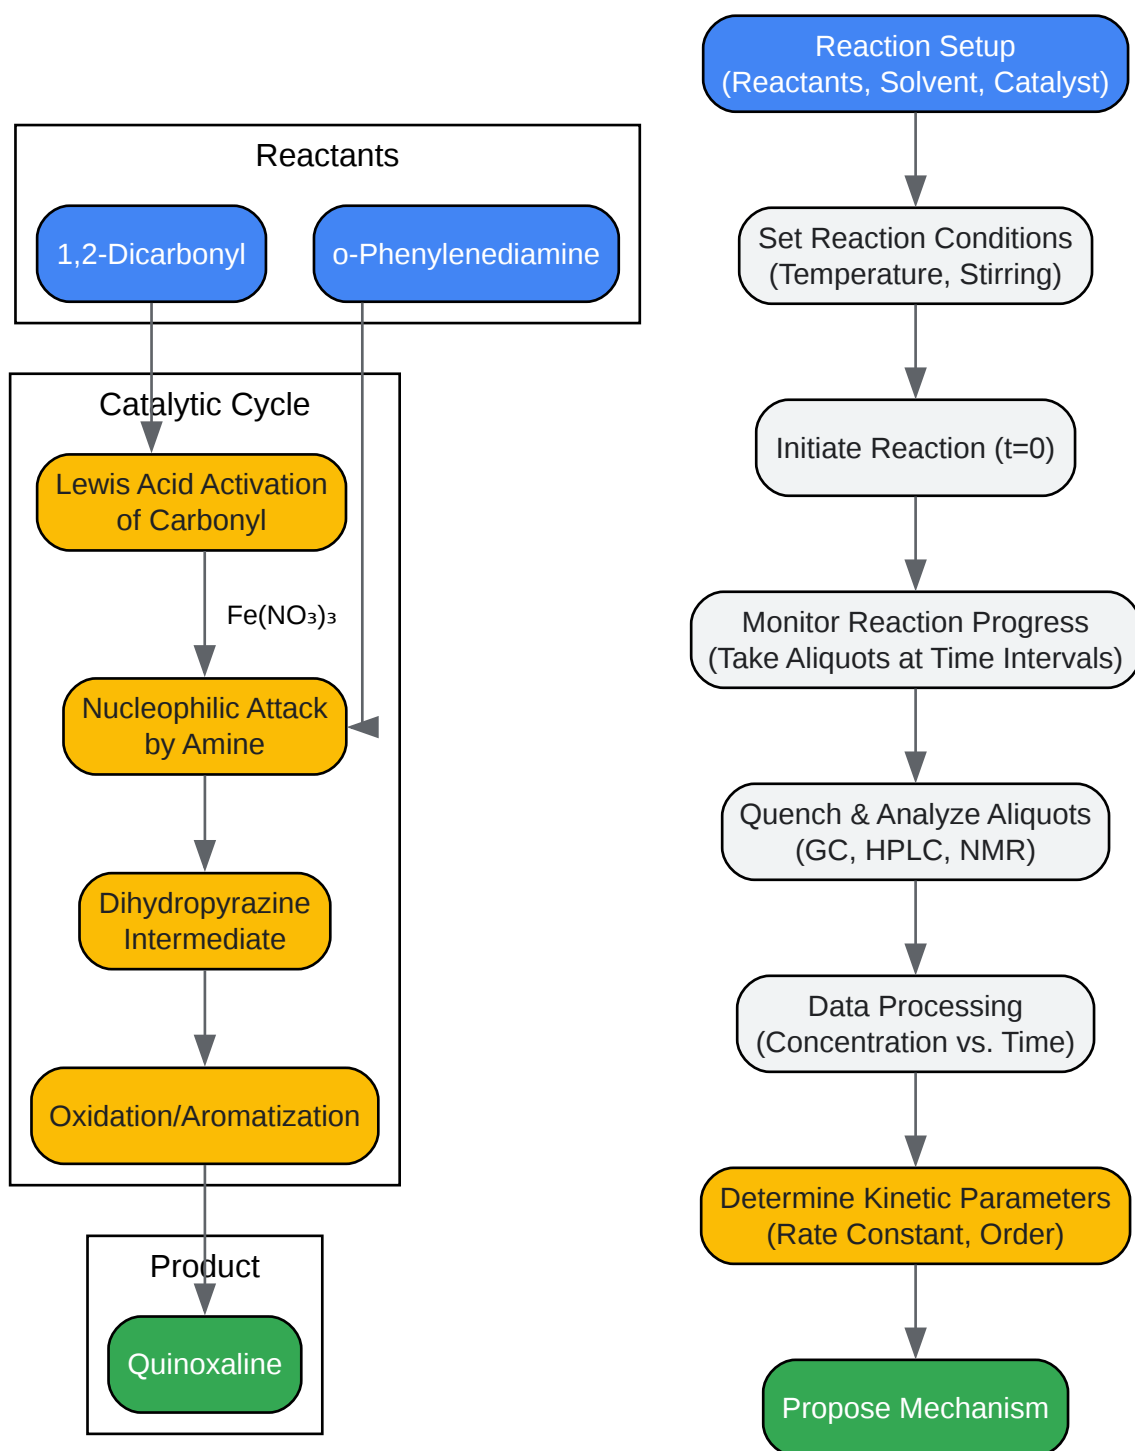 Reactants
1,2-Dicarbonyl
o-Phenylenediamine
Catalytic Cycle
Lewis Acid Activation
of Carbonyl
Fe(NO₃)₃
Nucleophilic Attack
by Amine
Dihydropyrazine
Intermediate
Oxidation/Aromatization
Product
Quinoxaline
Reaction Setup
(Reactants, Solvent, Catalyst)
Set Reaction Conditions
(Temperature, Stirring)
Initiate Reaction (t=0)
Monitor Reaction Progress
(Take Aliquots at Time Intervals)
Quench & Analyze Aliquots
(GC, HPLC, NMR)
Data Processing
(Concentration vs. Time)
Determine Kinetic Parameters
(Rate Constant, Order)
Propose Mechanism